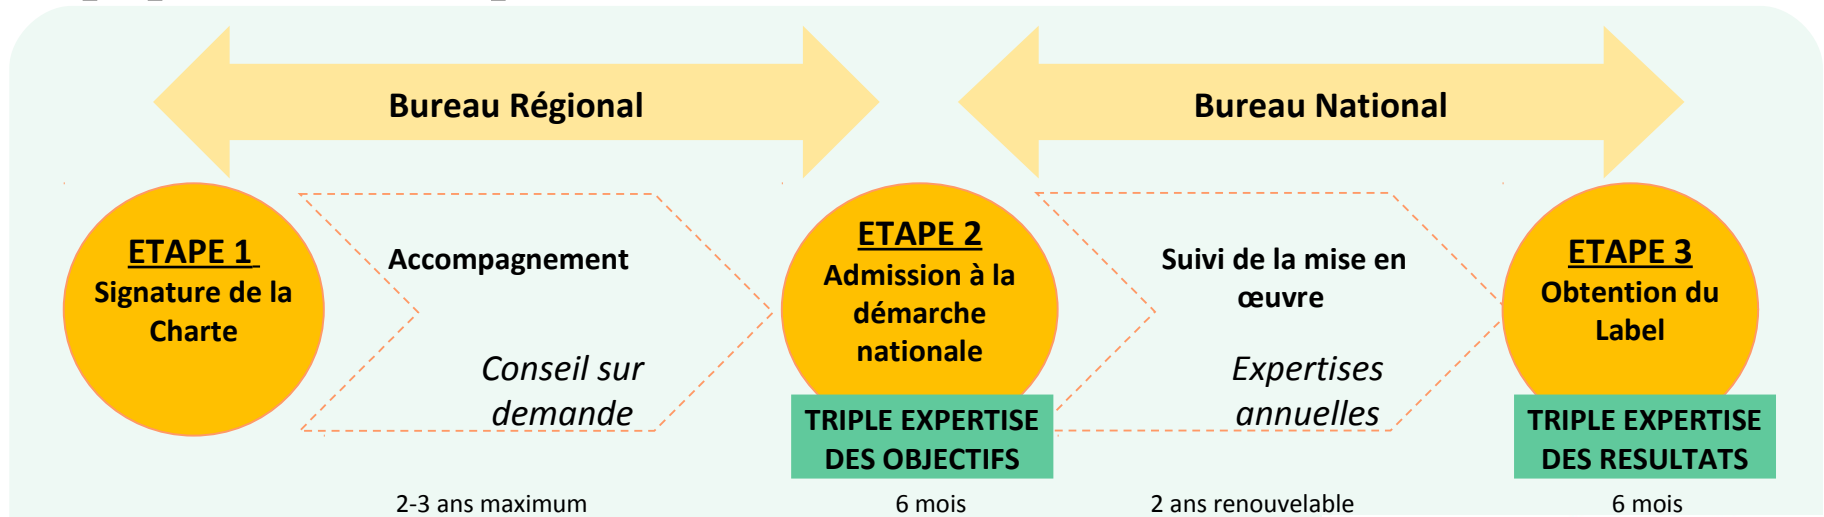 Bureau Régional
Bureau National
ETAPE 1
Signature de la
Charte
Accompagnement
Conseil sur
demande
ETAPE 2
Admission à la
démarche
nationale
TRIPLE EXPERTISE
DES OBJECTIFS
Suivi de la mise en
œuvre
Expertises
annuelles
ETAPE 3
Obtention du
Label
TRIPLE EXPERTISE
DES RESULTATS
2-3 ans maximum
6 mois
2 ans renouvelable
6 mois